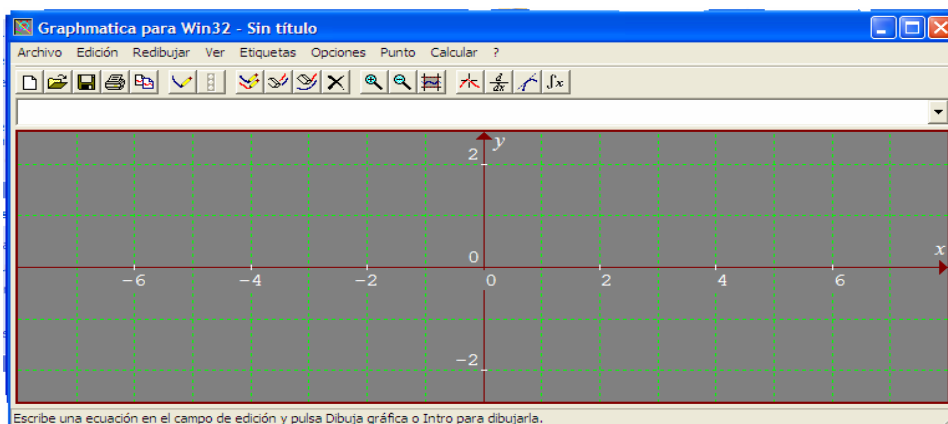 Graphmatica para Win32 - Sin título
Archivo Edición Redibujar Ver Etiquetas Opciones Punto Calcular ?
d/dx ∫x
y
2
0
x
-6 -4 -2 0 2 4 6
-2
Escribe una ecuación en el campo de edición y pulsa Dibuja gráfica o Intro para dibujarla.